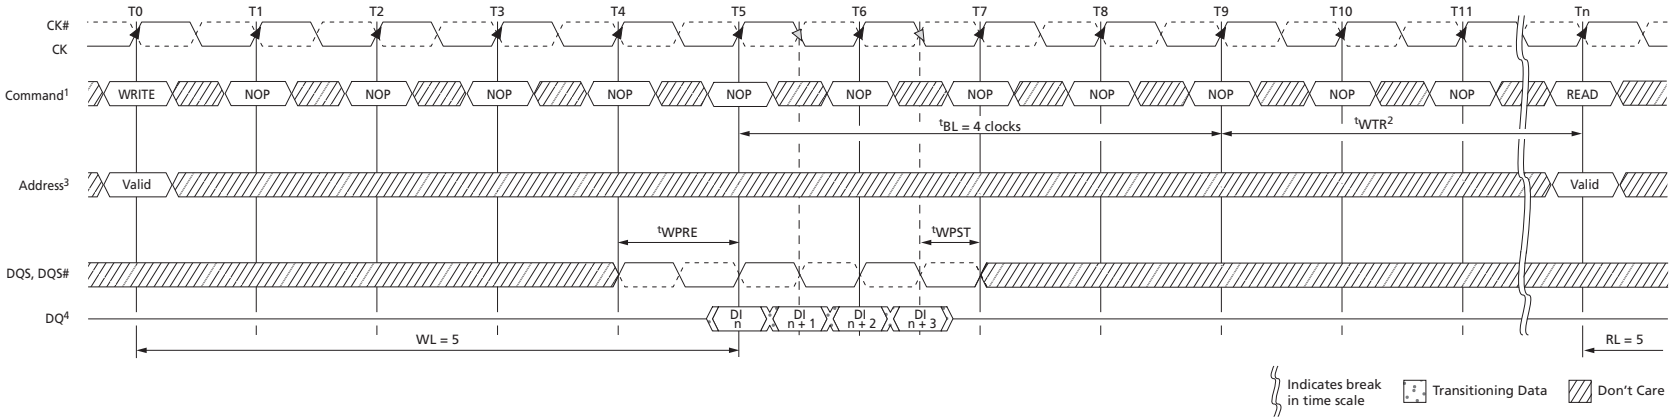 T0 T1 T2 T3 T4 T5 T6 T7 T8 T9 T10 T11 Tn
CK#
CK
Command1 WRITE NOP NOP NOP NOP NOP NOP NOP NOP NOP NOP NOP READ
tBL = 4 clocks tWTR2
Address3 Valid Valid
tWPRE tWPST
DQS, DQS#
DQ4 DI n DI n + 1 DI n + 2 DI n + 3
WL = 5 RL = 5
Indicates break in time scale Transitioning Data Don't Care